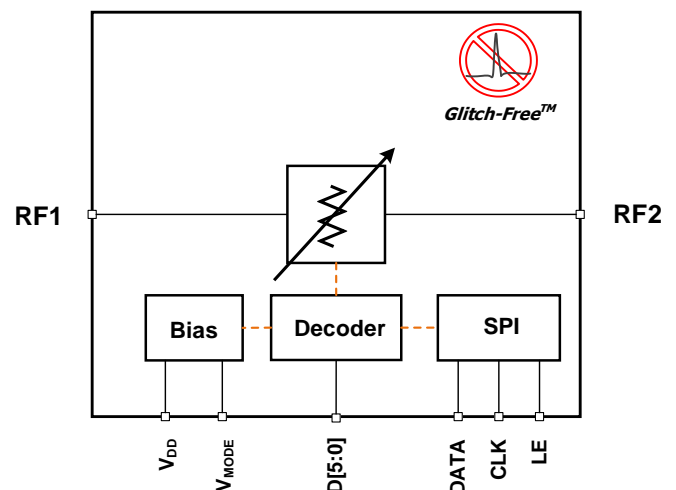 Glitch-Free™
RF1
RF2
Bias
Decoder
SPI
VDD
VMODE
D[5:0]
DATA
CLK
LE